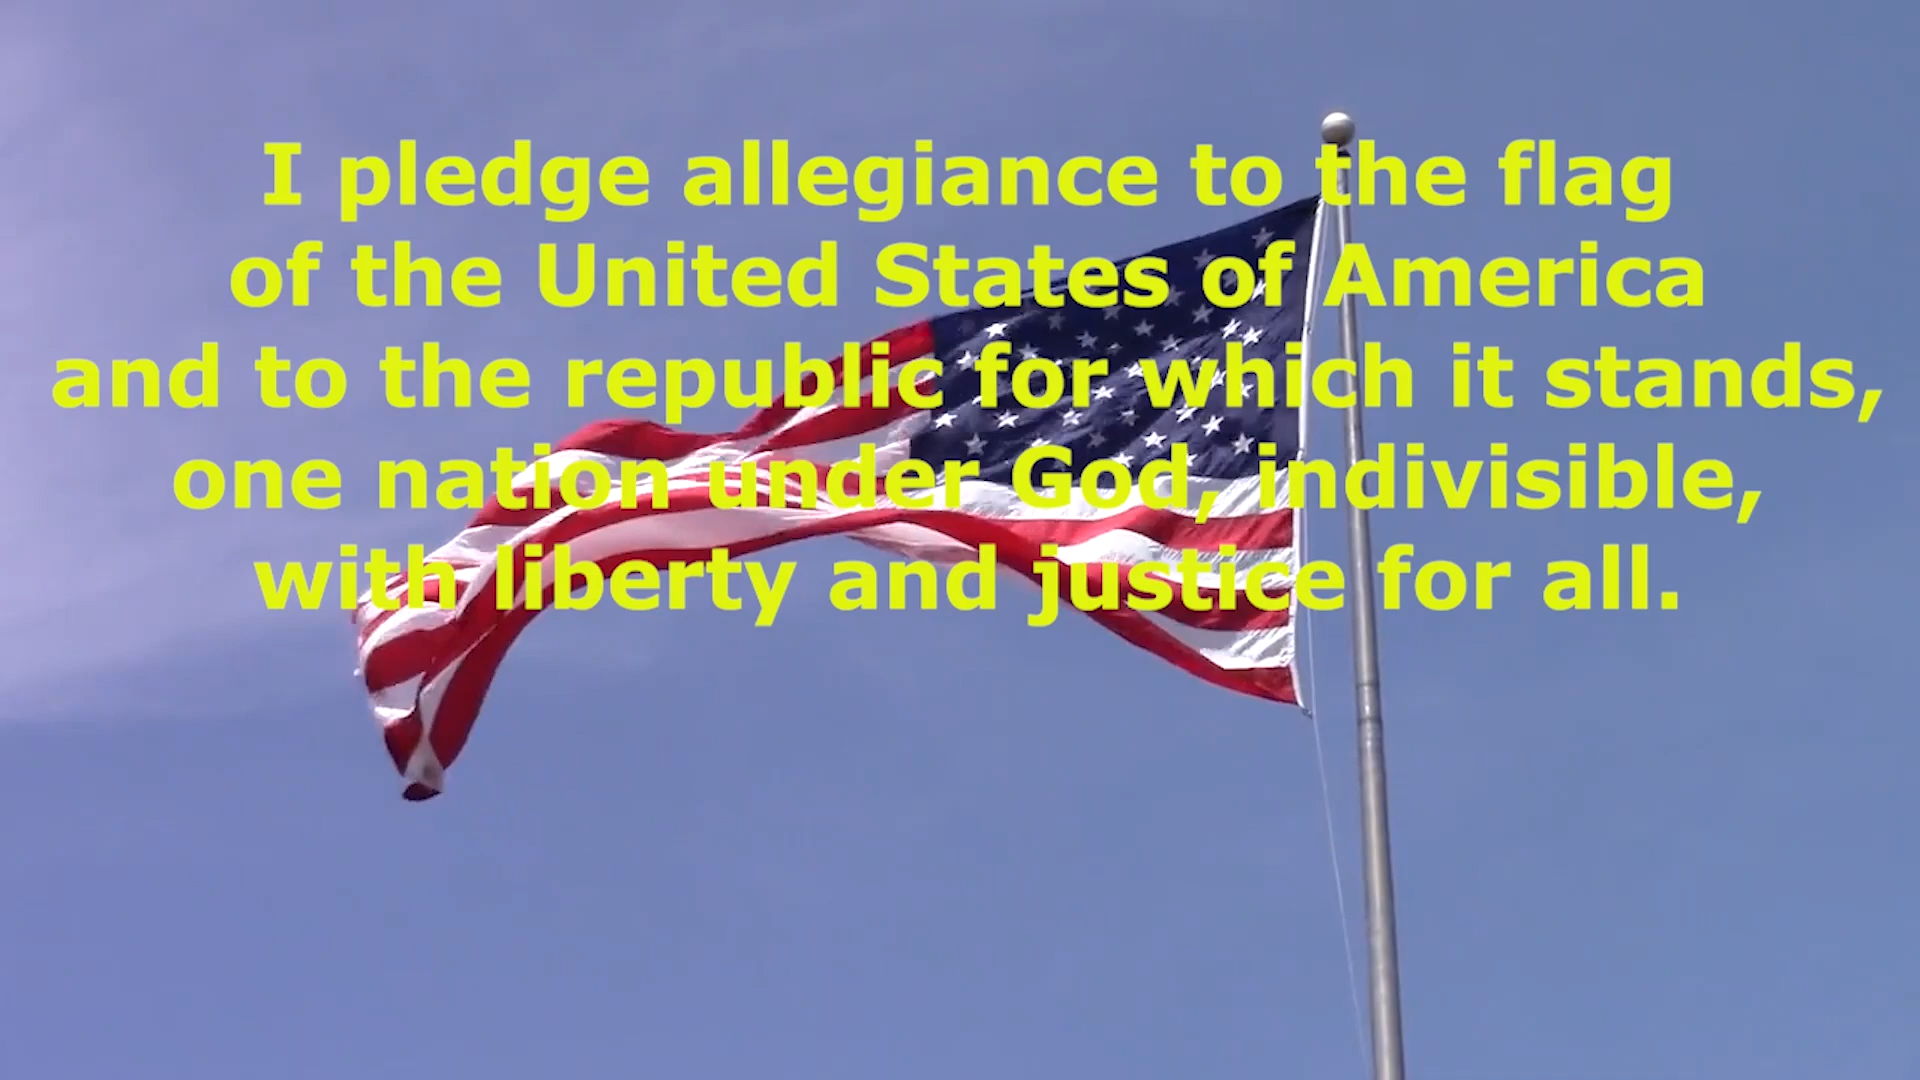 I pledge allegiance to the flag
of the United States of America
and to the republic for which it stands,
one nation under God, indivisible,
with liberty and justice for all.